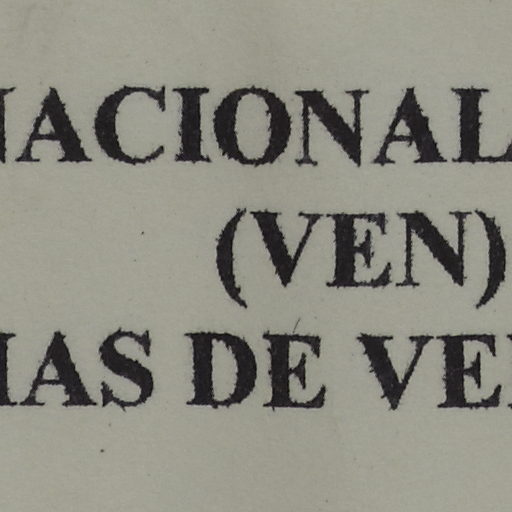 NACIONAL
(VEN)
IAS DE VE